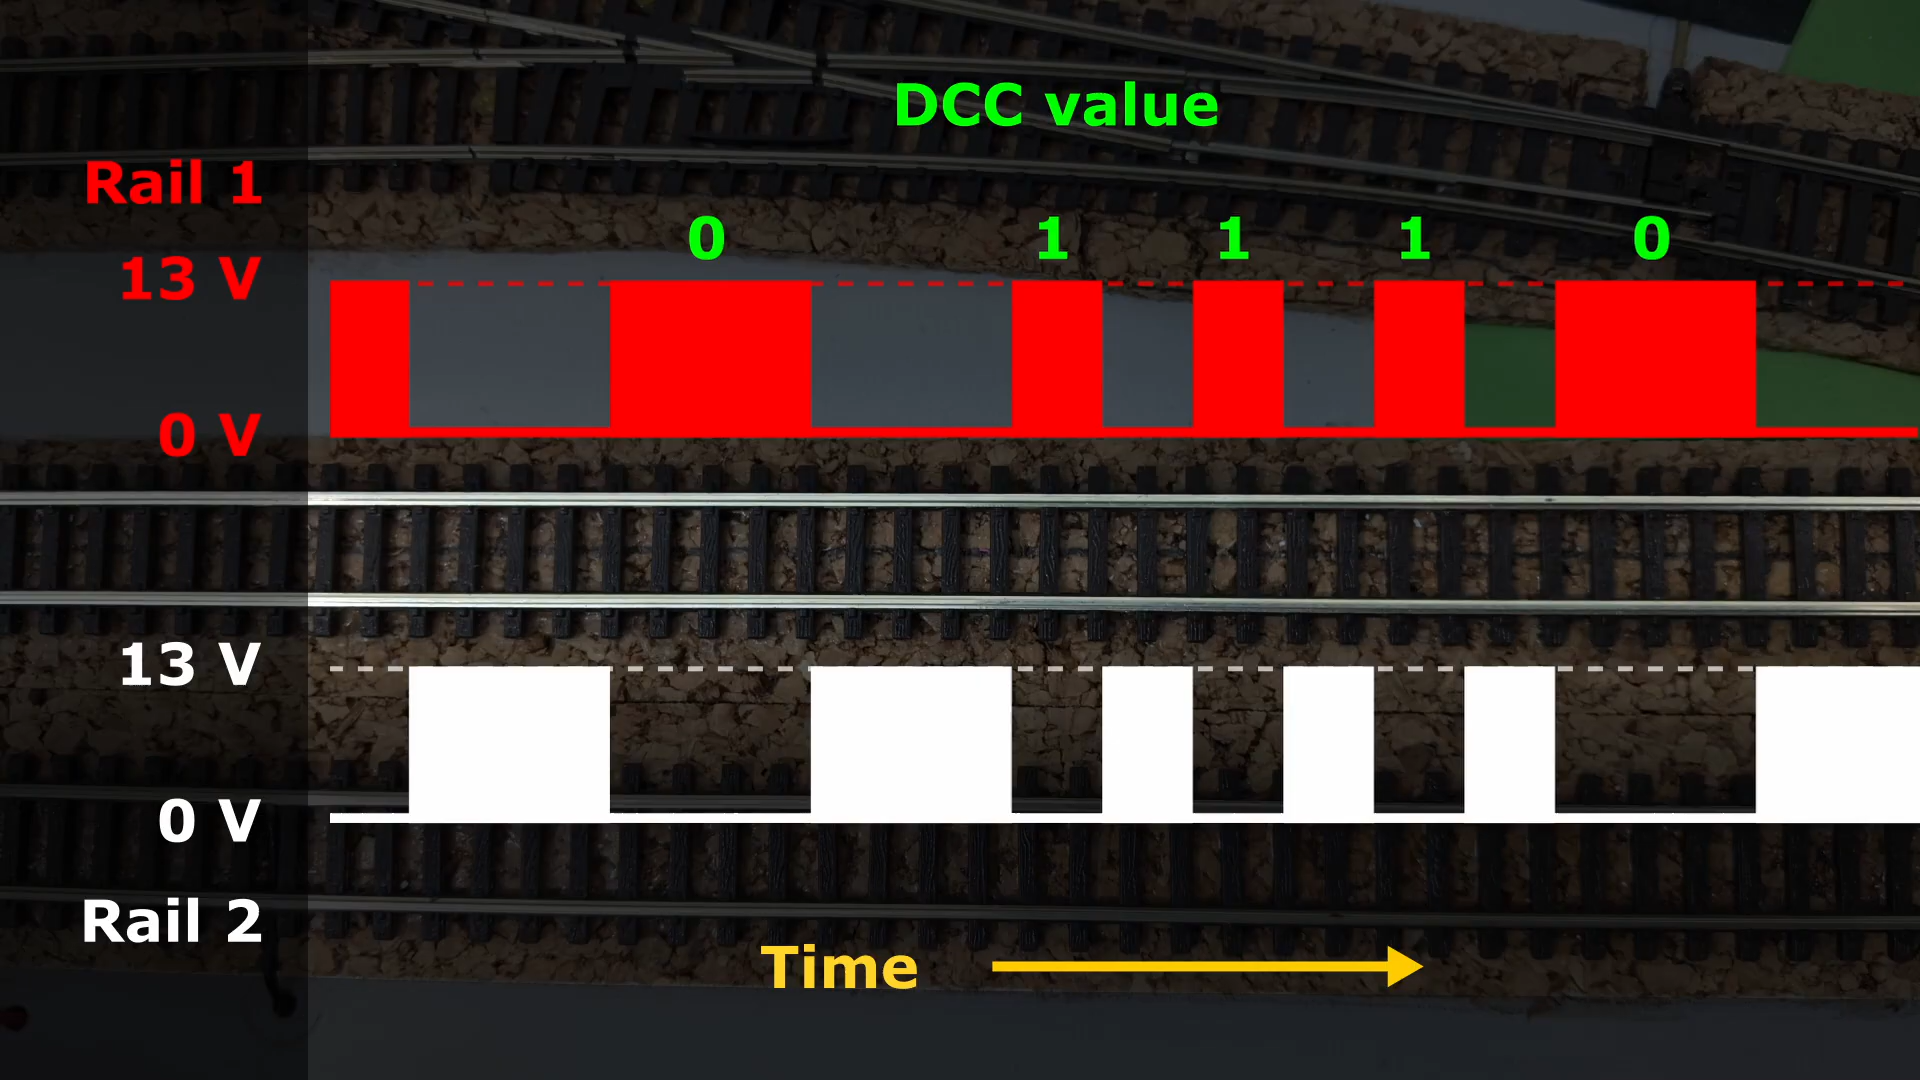 DCC value
Rail 1
0 1 1 1 0
13 V
0 V
13 V
0 V
Rail 2
Time